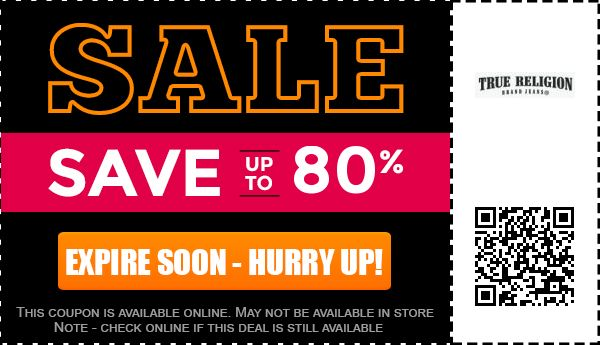 SALE
SAVE UP TO 80%
EXPIRE SOON - HURRY UP!
THIS COUPON IS AVAILABLE ONLINE. MAY NOT BE AVAILABLE IN STORE
NOTE - CHECK ONLINE IF THIS DEAL IS STILL AVAILABLE
TRUE RELIGION
BRAND JEANS®